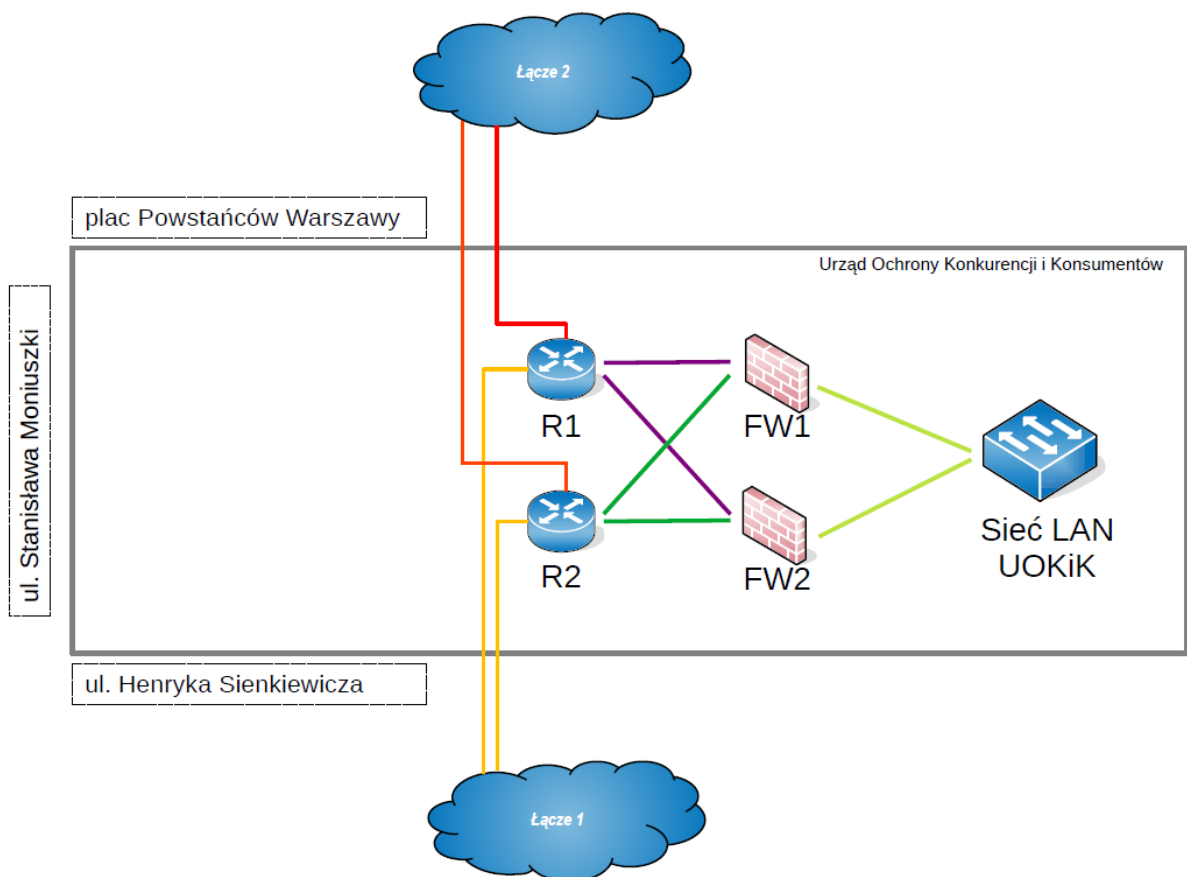 Łącze 2
plac Powstańców Warszawy
Urząd Ochrony Konkurencji i Konsumentów
ul. Stanisława Moniuszki
R1
FW1
R2
FW2
Sieć LAN
UOKiK
ul. Henryka Sienkiewicza
Łącze 1